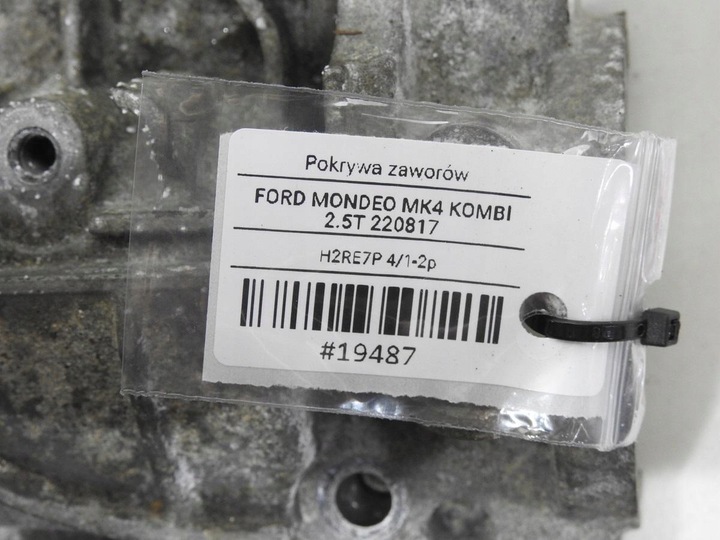 Pokrywa zaworów
FORD MONDEO MK4 KOMBI
2.5T 220817
H2RE7P 4/1-2p
#19487